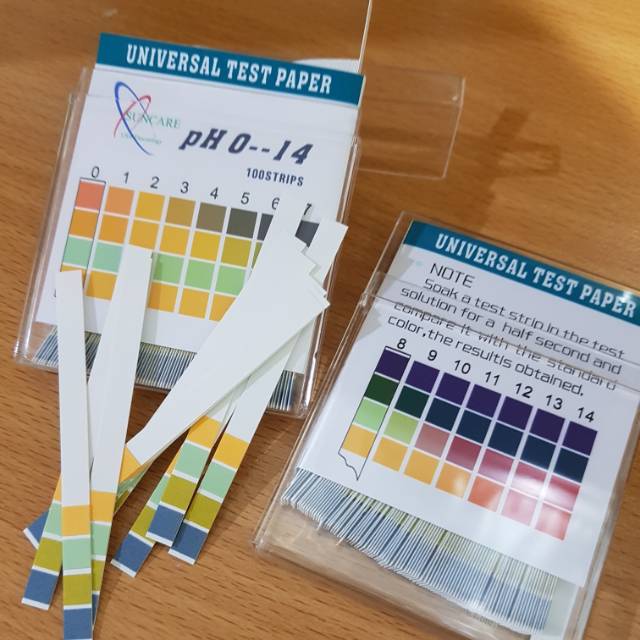 UNIVERSAL TEST PAPER
SUNCARE
pH 0--14
100STRIPS
0 1 2 3 4 5 6 7
UNIVERSAL TEST PAPER
NOTE
Soak a test strip in the test
solution for a half second and
compare it with the standard
color,the result is obtained.
8 9 10 11 12 13 14